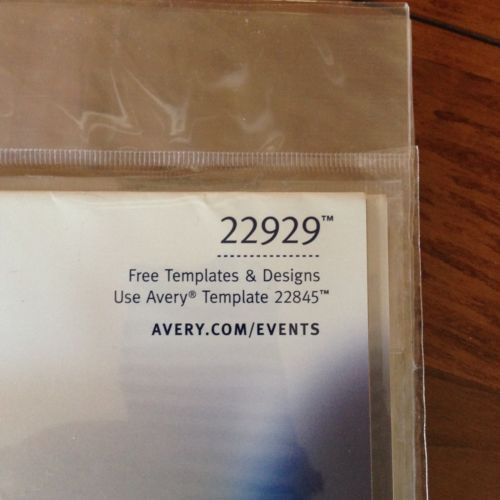 22929™
Free Templates & Designs
Use Avery® Template 22845™
AVERY.COM/EVENTS